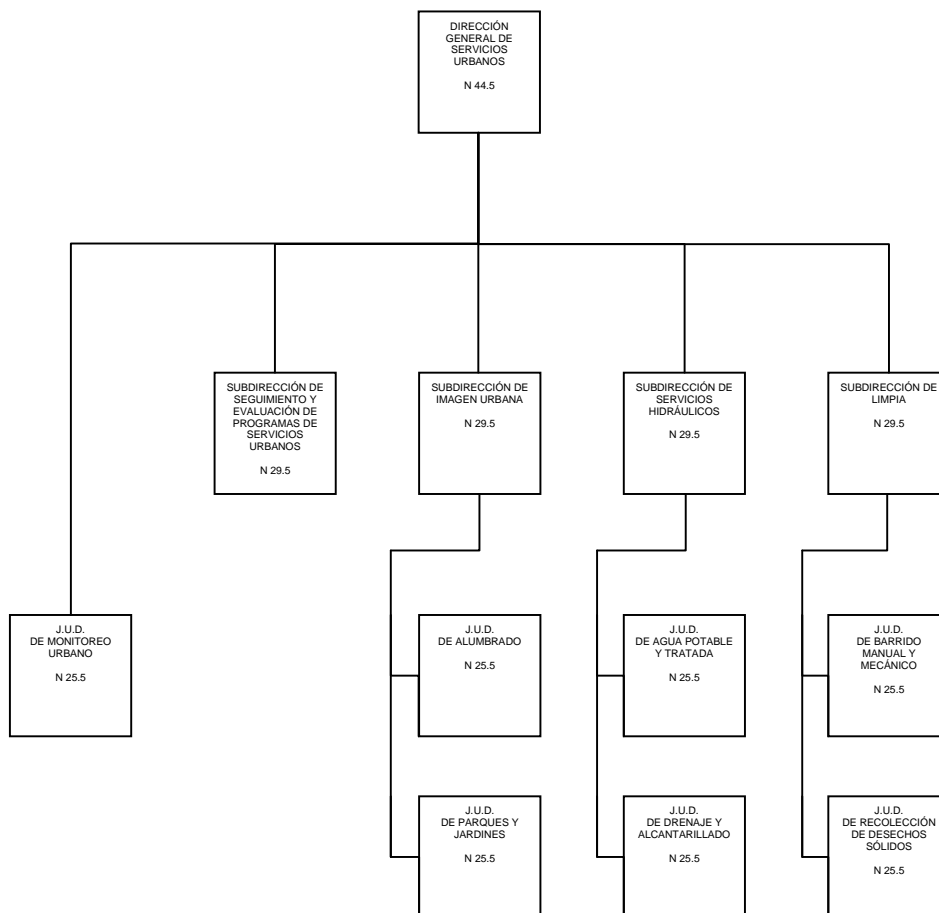 DIRECCIÓN
GENERAL DE
SERVICIOS
URBANOS
N 44.5
SUBDIRECCIÓN DE
SEGUIMIENTO Y
EVALUACIÓN DE
PROGRAMAS DE
SERVICIOS
URBANOS
N 29.5
SUBDIRECCIÓN DE
IMAGEN URBANA
N 29.5
SUBDIRECCIÓN DE
SERVICIOS
HIDRÁULICOS
N 29.5
SUBDIRECCIÓN DE
LIMPIA
N 29.5
J.U.D.
DE MONITOREO
URBANO
N 25.5
J.U.D.
DE ALUMBRADO
N 25.5
J.U.D.
DE AGUA POTABLE
Y TRATADA
N 25.5
J.U.D.
DE BARRIDO
MANUAL Y
MECÁNICO
N 25.5
J.U.D.
DE PARQUES Y
JARDINES
N 25.5
J.U.D.
DE DRENAJE Y
ALCANTARILLADO
N 25.5
J.U.D.
DE RECOLECCIÓN
DE DESECHOS
SÓLIDOS
N 25.5